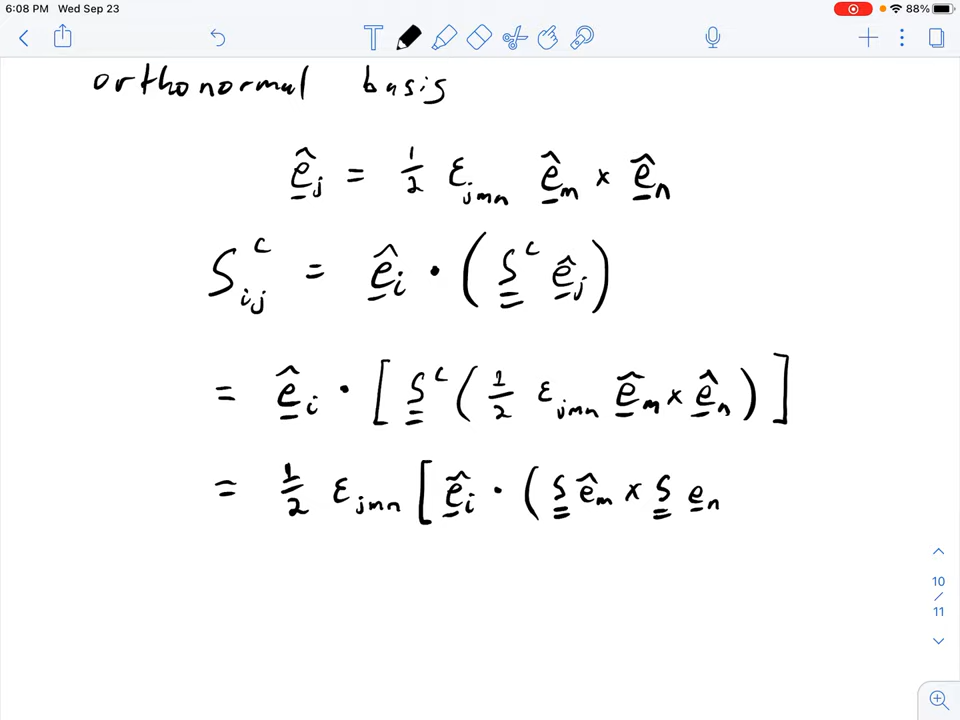 6:08 PM Wed Sep 23
88%
orthonormal basis
ê_j = 1/2 ε_jmn ê_m × ê_n
S^c_ij = ê_i · (S^c ê_j)
= ê_i · [S^c (1/2 ε_jmn ê_m × ê_n)]
= 1/2 ε_jmn [ê_i · (S ê_m × S e_n
10
/
11